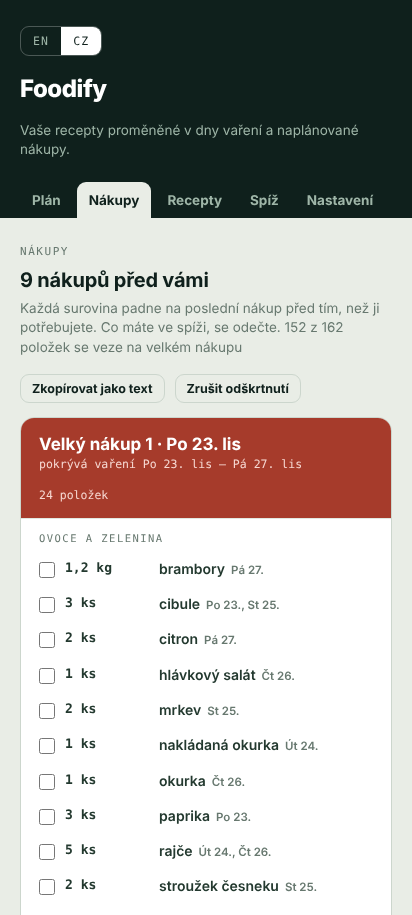 EN CZ
Foodify
Vaše recepty proměněné v dny vaření a naplánované
nákupy.
Plán Nákupy Recepty Spíž Nastavení
NÁKUPY
9 nákupů před vámi
Každá surovina padne na poslední nákup před tím, než ji
potřebujete. Co máte ve spíži, se odečte. 152 z 162
položek se veze na velkém nákupu
Zkopírovat jako text Zrušit odškrtnutí
Velký nákup 1 · Po 23. lis
pokrývá vaření Po 23. lis – Pá 27. lis
24 položek
OVOCE A ZELENINA
1,2 kg brambory Pá 27.
3 ks cibule Po 23., St 25.
2 ks citron Pá 27.
1 ks hlávkový salát Čt 26.
2 ks mrkev St 25.
1 ks nakládaná okurka Út 24.
1 ks okurka Čt 26.
3 ks paprika Po 23.
5 ks rajče Út 24., Čt 26.
2 ks stroužek česneku St 25.